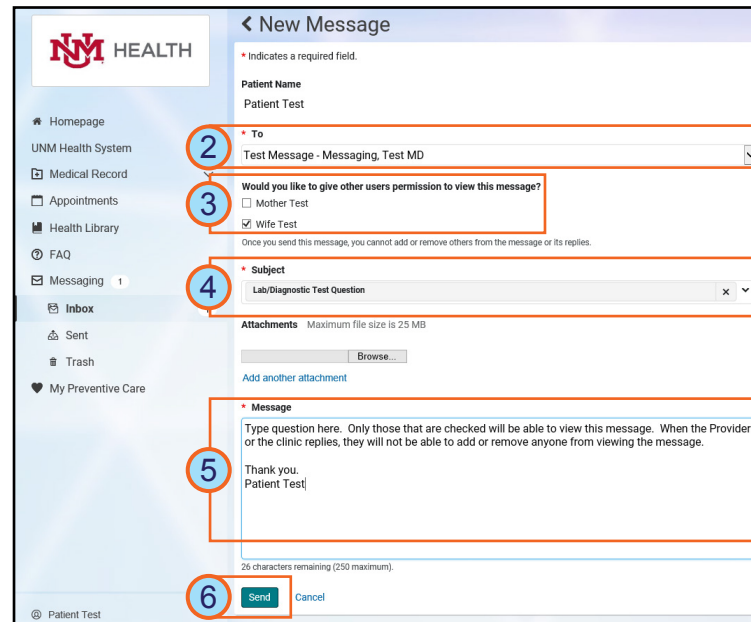 NM HEALTH
Homepage
UNM Health System
Medical Record
Appointments
Health Library
FAQ
Messaging 1
Inbox
Sent
Trash
My Preventive Care
Patient Test
New Message
* Indicates a required field.
Patient Name
Patient Test
2
* To
Test Message - Messaging, Test MD
3
Would you like to give other users permission to view this message?
Mother Test
Wife Test
Once you send this message, you cannot add or remove others from the message or its replies.
4
* Subject
Lab/Diagnostic Test Question
Attachments Maximum file size is 25 MB
Browse...
Add another attachment
5
* Message
Type question here. Only those that are checked will be able to view this message. When the Provider
or the clinic replies, they will not be able to add or remove anyone from viewing the message.
Thank you.
Patient Test
26 characters remaining (250 maximum).
6
Send Cancel